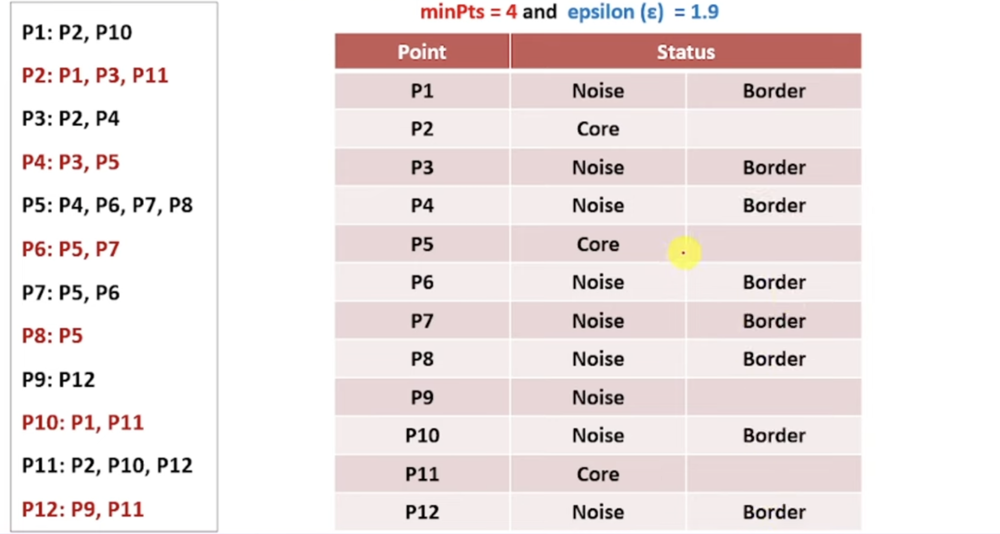 P1: P2, P10
P2: P1, P3, P11
P3: P2, P4
P4: P3, P5
P5: P4, P6, P7, P8
P6: P5, P7
P7: P5, P6
P8: P5
P9: P12
P10: P1, P11
P11: P2, P10, P12
P12: P9, P11
minPts = 4 and epsilon (ε) = 1.9
Point Status
P1 Noise Border
P2 Core
P3 Noise Border
P4 Noise Border
P5 Core
P6 Noise Border
P7 Noise Border
P8 Noise Border
P9 Noise
P10 Noise Border
P11 Core
P12 Noise Border